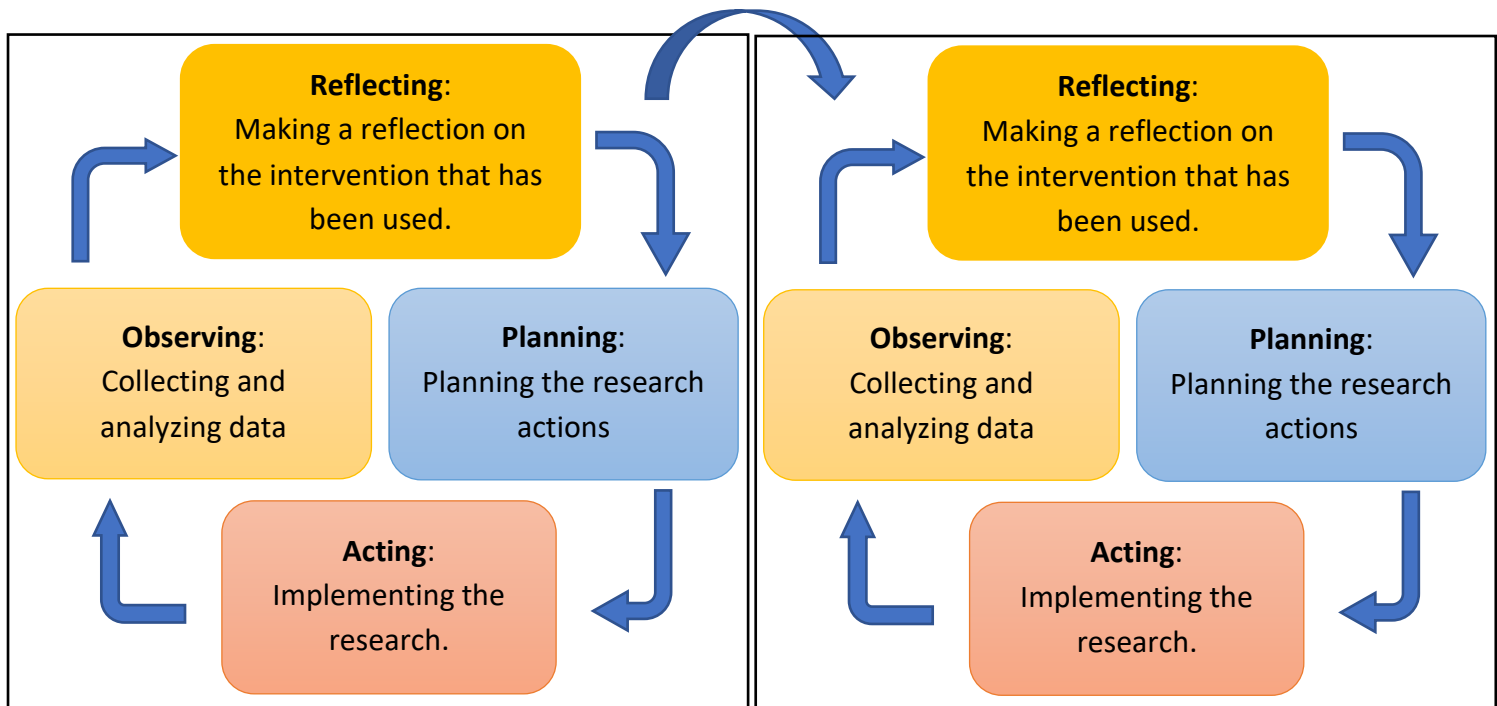 Reflecting:
Making a reflection on
the intervention that has
been used.
Observing:
Collecting and
analyzing data
Planning:
Planning the research
actions
Acting:
Implementing the
research.
Reflecting:
Making a reflection on
the intervention that has
been used.
Observing:
Collecting and
analyzing data
Planning:
Planning the research
actions
Acting:
Implementing the
research.